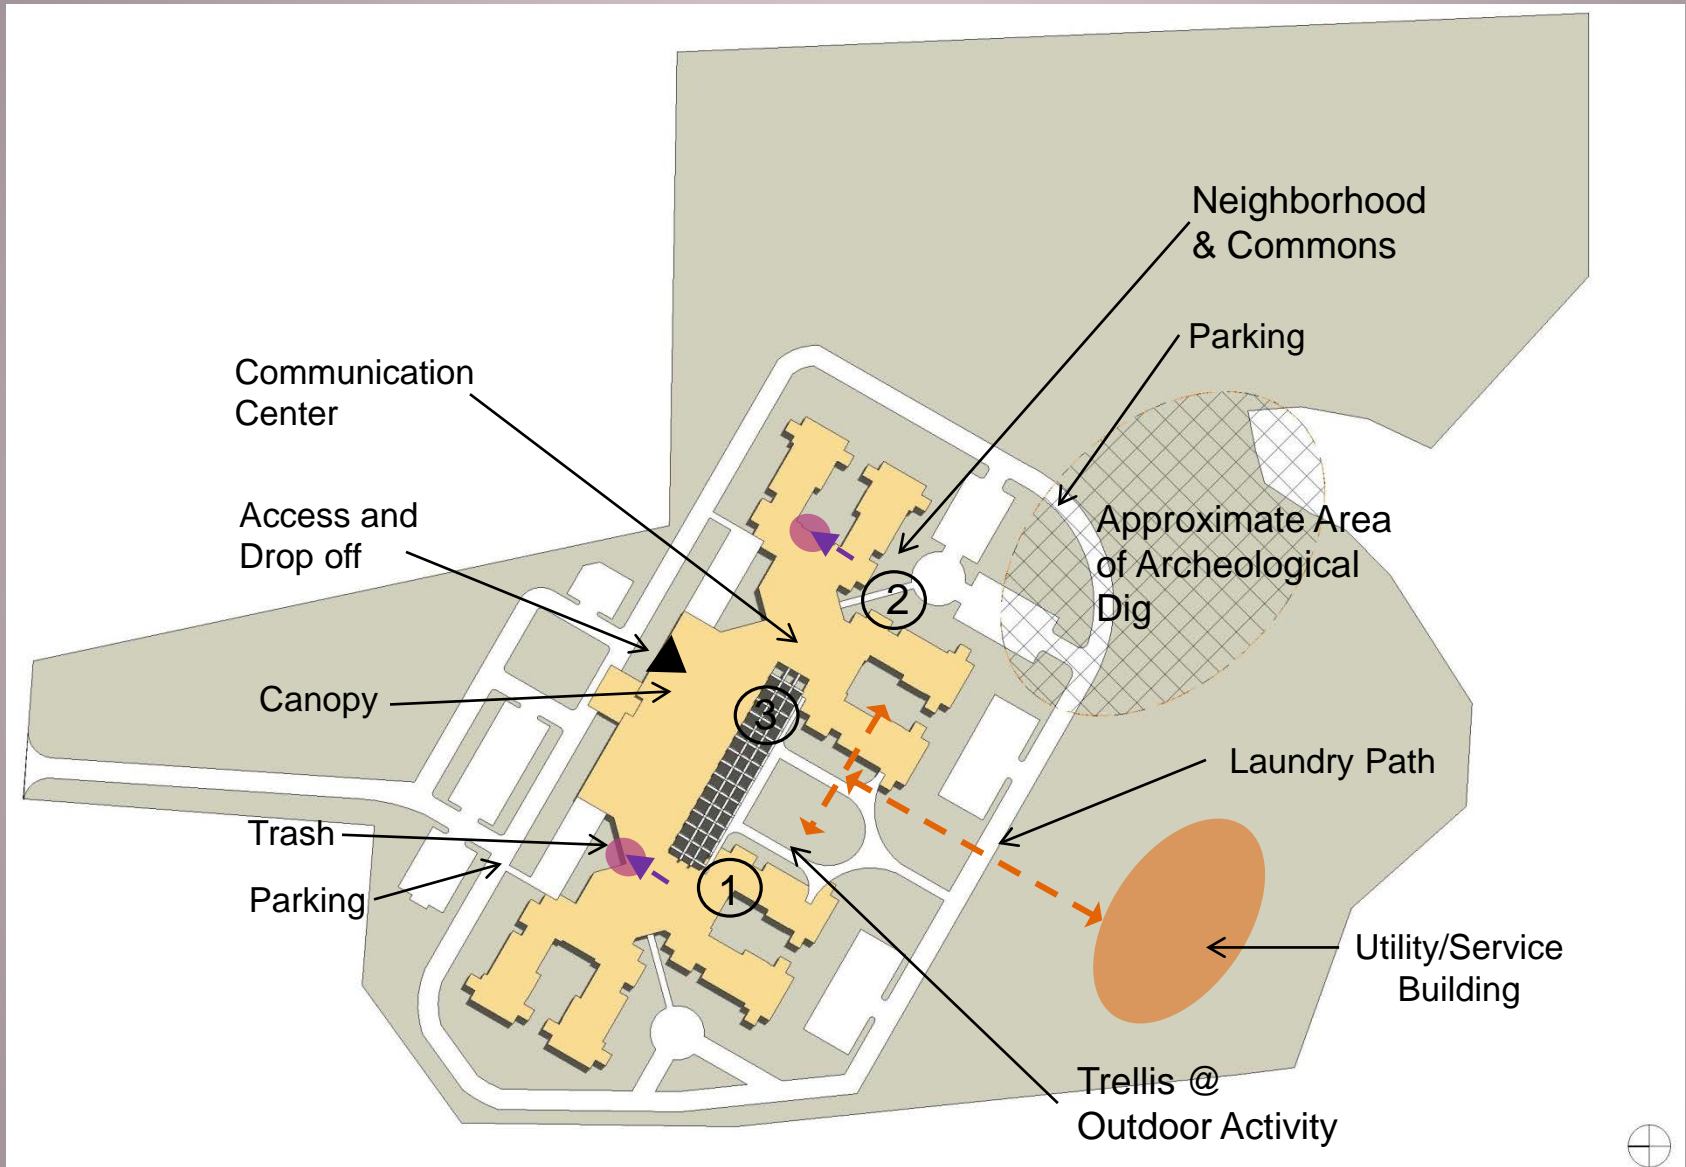 Neighborhood
& Commons
Parking
Communication
Center
Access and
Drop off
Approximate Area
of Archeological
Dig
2
Canopy
3
Laundry Path
Trash
Parking
1
Utility/Service
Building
Trellis @
Outdoor Activity